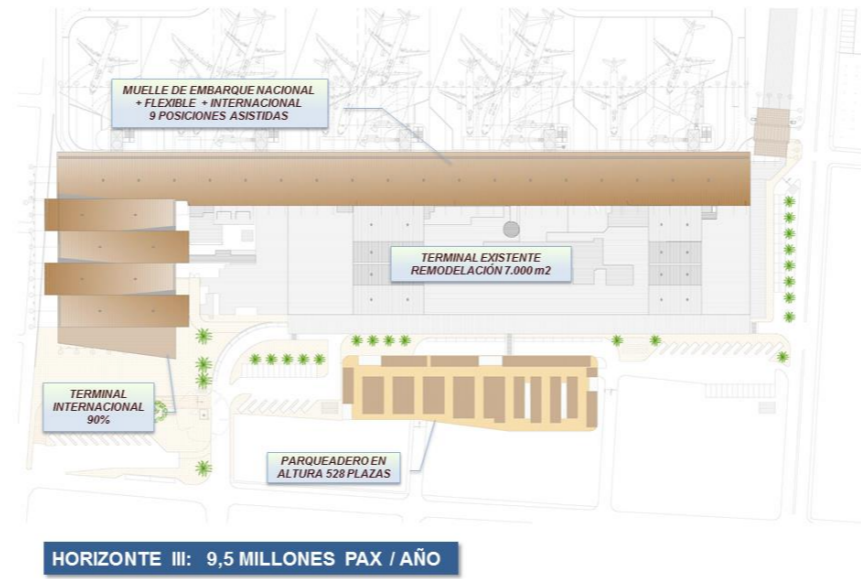 MUELLE DE EMBARQUE NACIONAL
+ FLEXIBLE + INTERNACIONAL
9 POSICIONES ASISTIDAS
TERMINAL EXISTENTE
REMODELACIÓN 7.000 m2
TERMINAL
INTERNACIONAL
90%
PARQUEADERO EN
ALTURA 528 PLAZAS
HORIZONTE III: 9,5 MILLONES PAX / AÑO